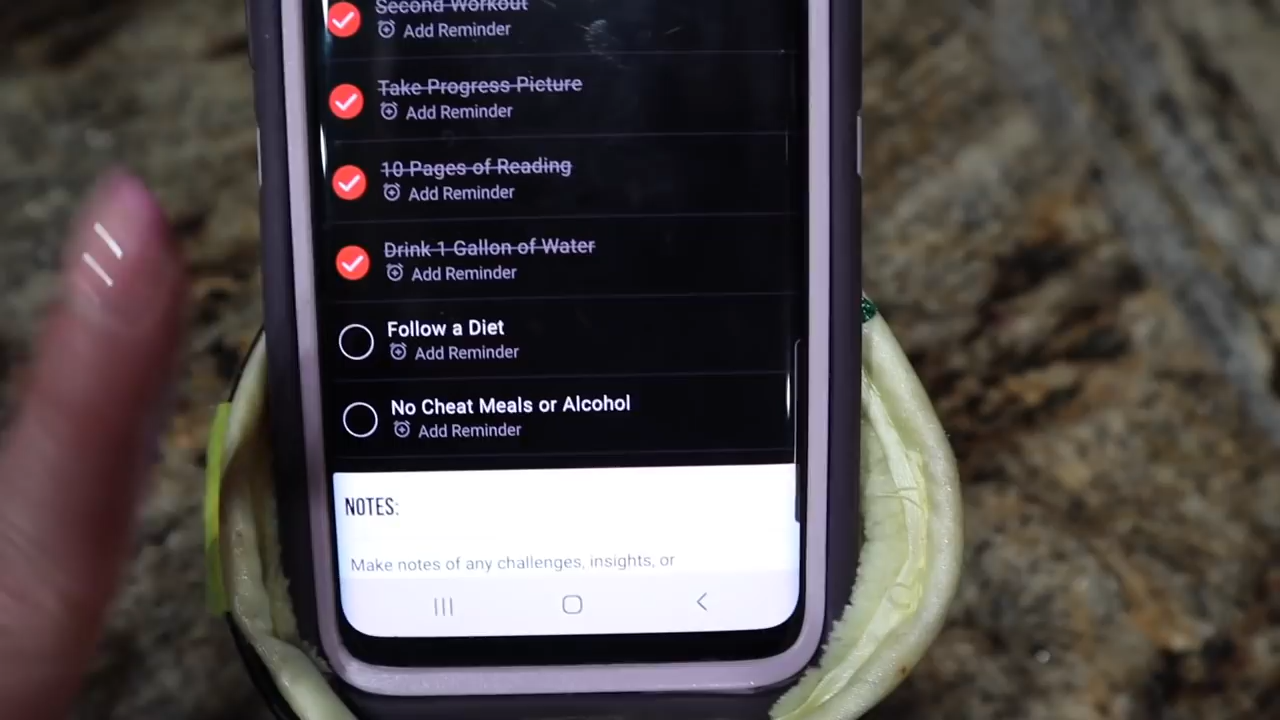 Second Workout
Add Reminder
Take Progress Picture
Add Reminder
10 Pages of Reading
Add Reminder
Drink 1 Gallon of Water
Add Reminder
Follow a Diet
Add Reminder
No Cheat Meals or Alcohol
Add Reminder
NOTES:
Make notes of any challenges, insights, or